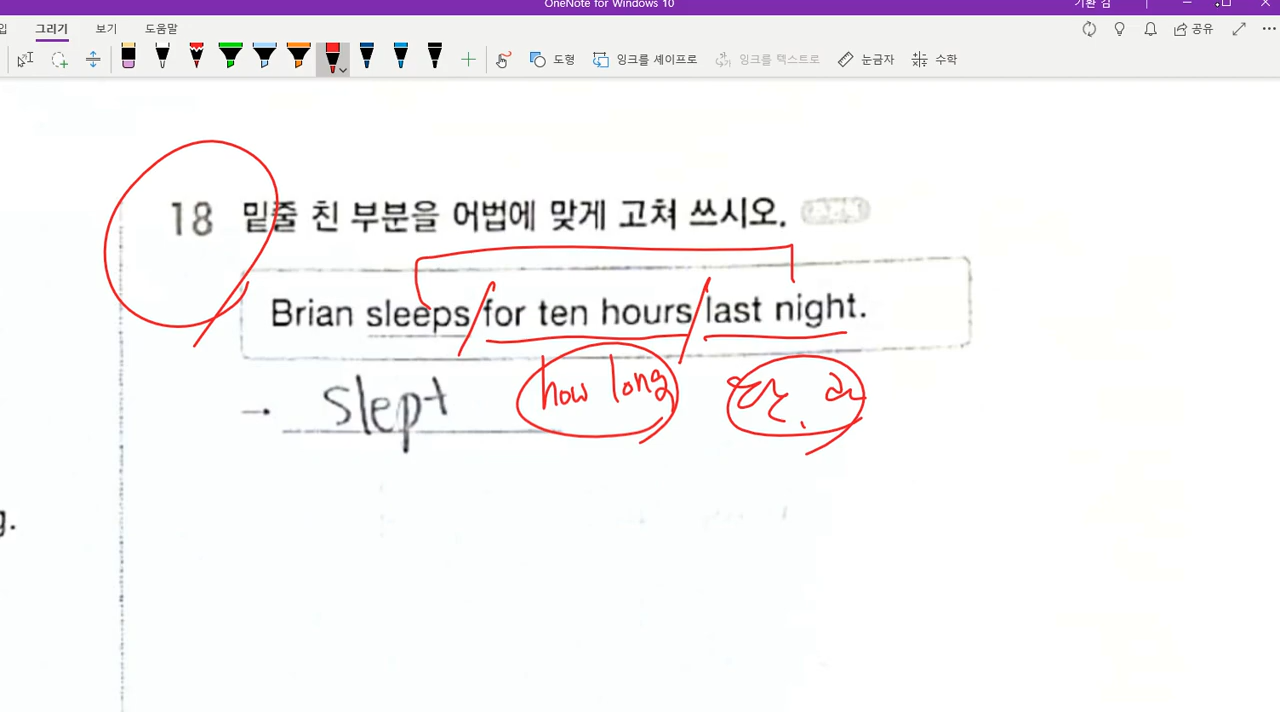 OneNote for Windows 10
기환 김
그리기 보기 도움말
공유
도형 잉크를 셰이프로 잉크를 텍스트로 눈금자 수학
18 밑줄 친 부분을 어법에 맞게 고쳐 쓰시오.
Brian sleeps for ten hours last night.
→ slept how long
g.